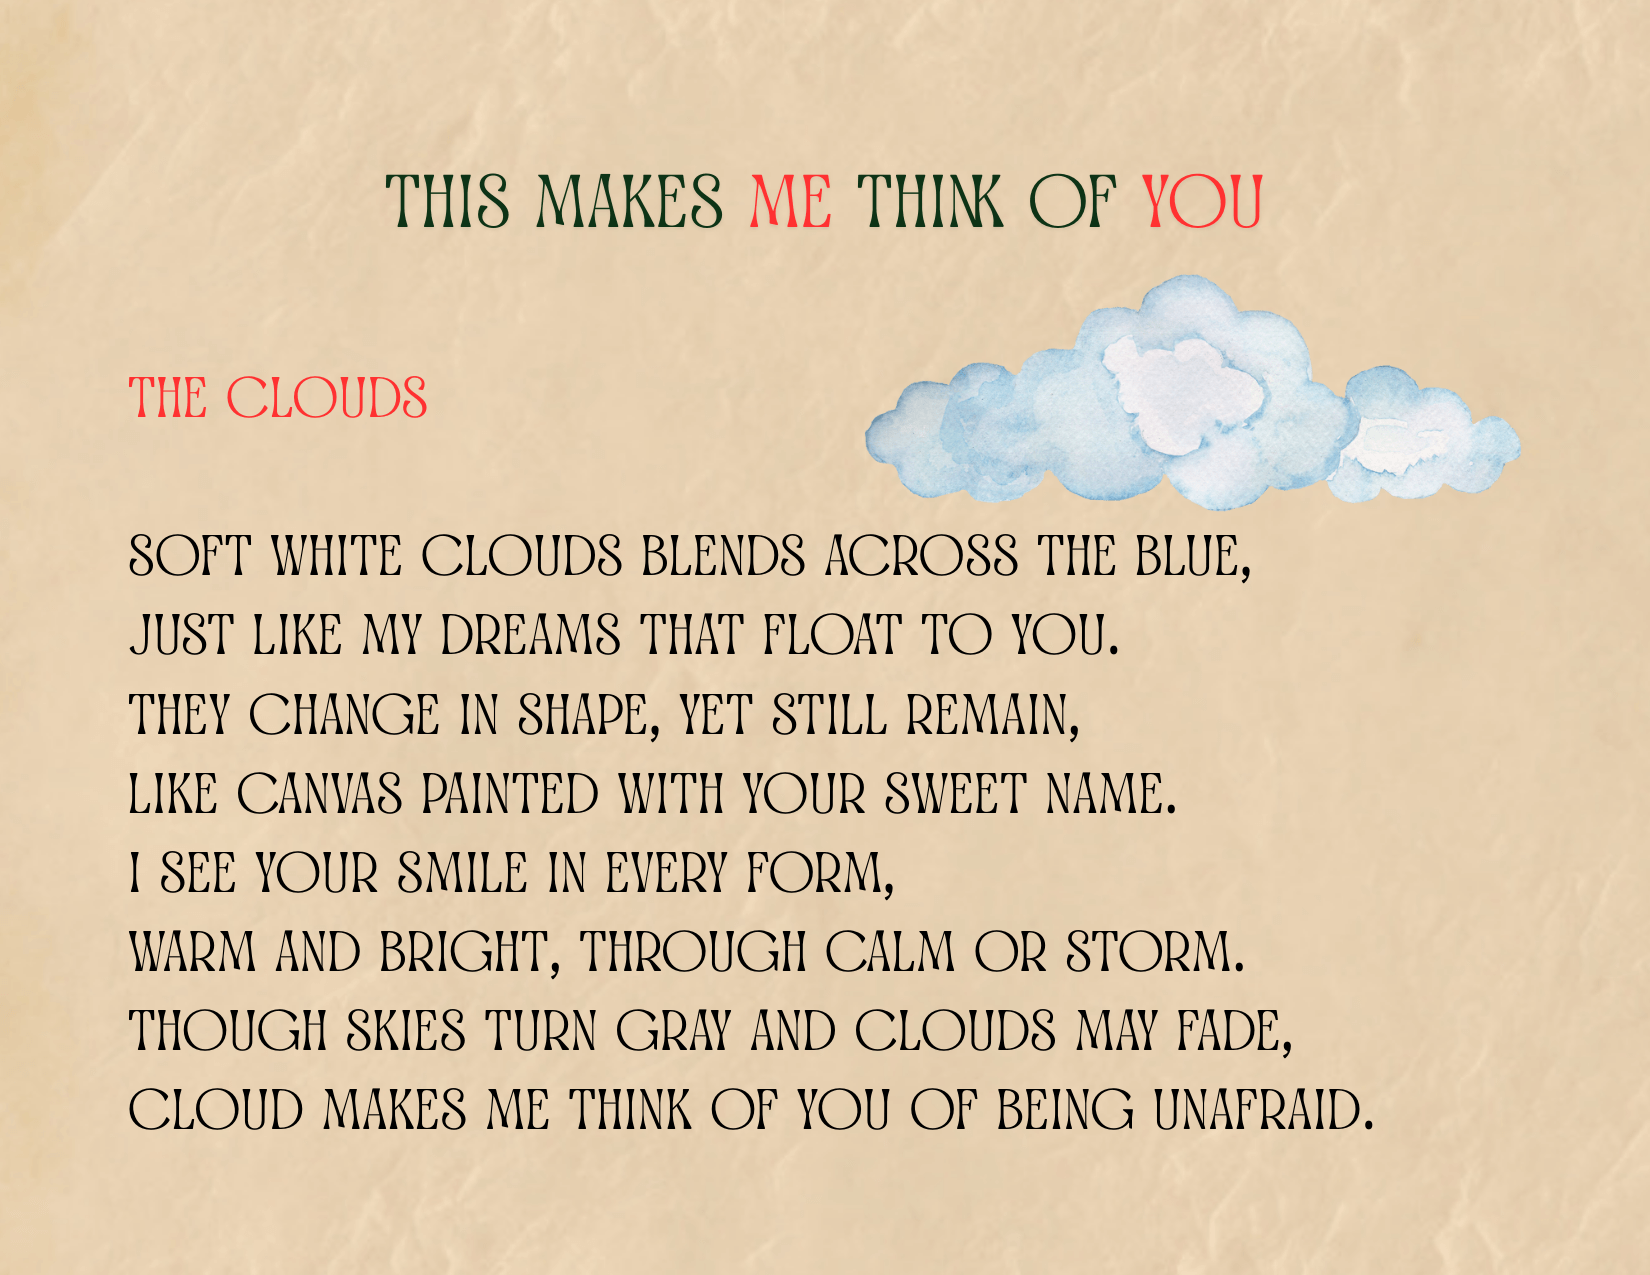 THIS MAKES ME THINK OF YOU
THE CLOUDS
SOFT WHITE CLOUDS BLENDS ACROSS THE BLUE,
JUST LIKE MY DREAMS THAT FLOAT TO YOU.
THEY CHANGE IN SHAPE, YET STILL REMAIN,
LIKE CANVAS PAINTED WITH YOUR SWEET NAME.
I SEE YOUR SMILE IN EVERY FORM,
WARM AND BRIGHT, THROUGH CALM OR STORM.
THOUGH SKIES TURN GRAY AND CLOUDS MAY FADE,
CLOUD MAKES ME THINK OF YOU OF BEING UNAFRAID.